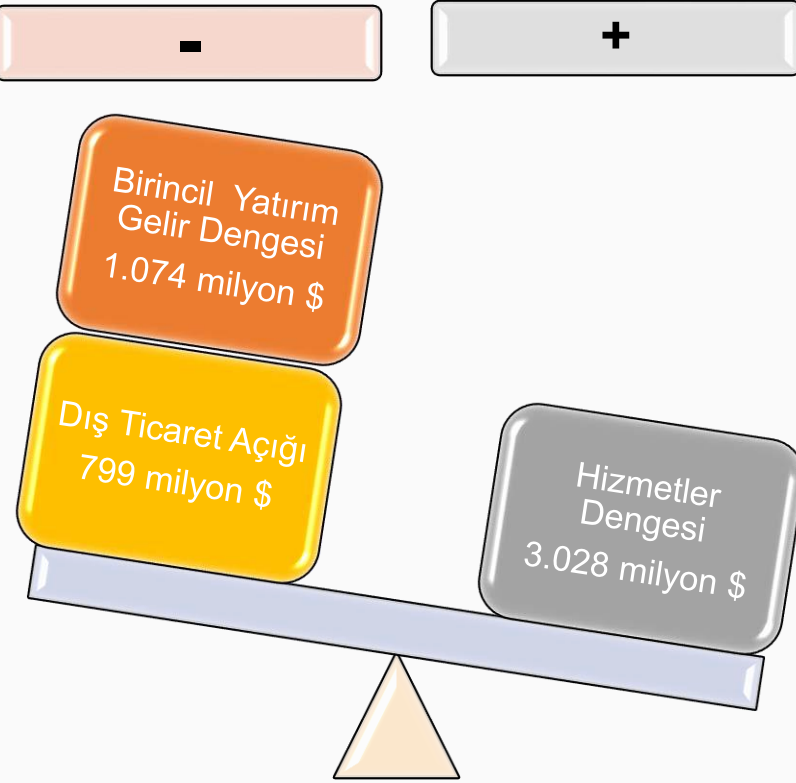 -
+
Birincil Yatırım
Gelir Dengesi
1.074 milyon $
Dış Ticaret Açığı
799 milyon $
Hizmetler
Dengesi
3.028 milyon $